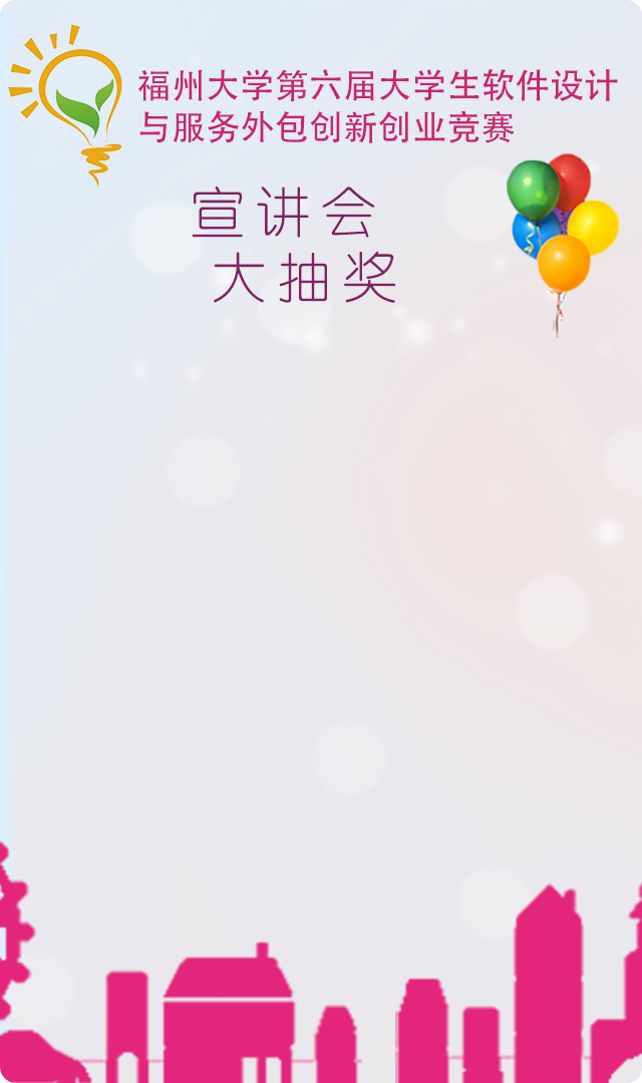 福州大学第六届大学生软件设计
与服务外包创新创业竞赛
宣讲会
大抽奖